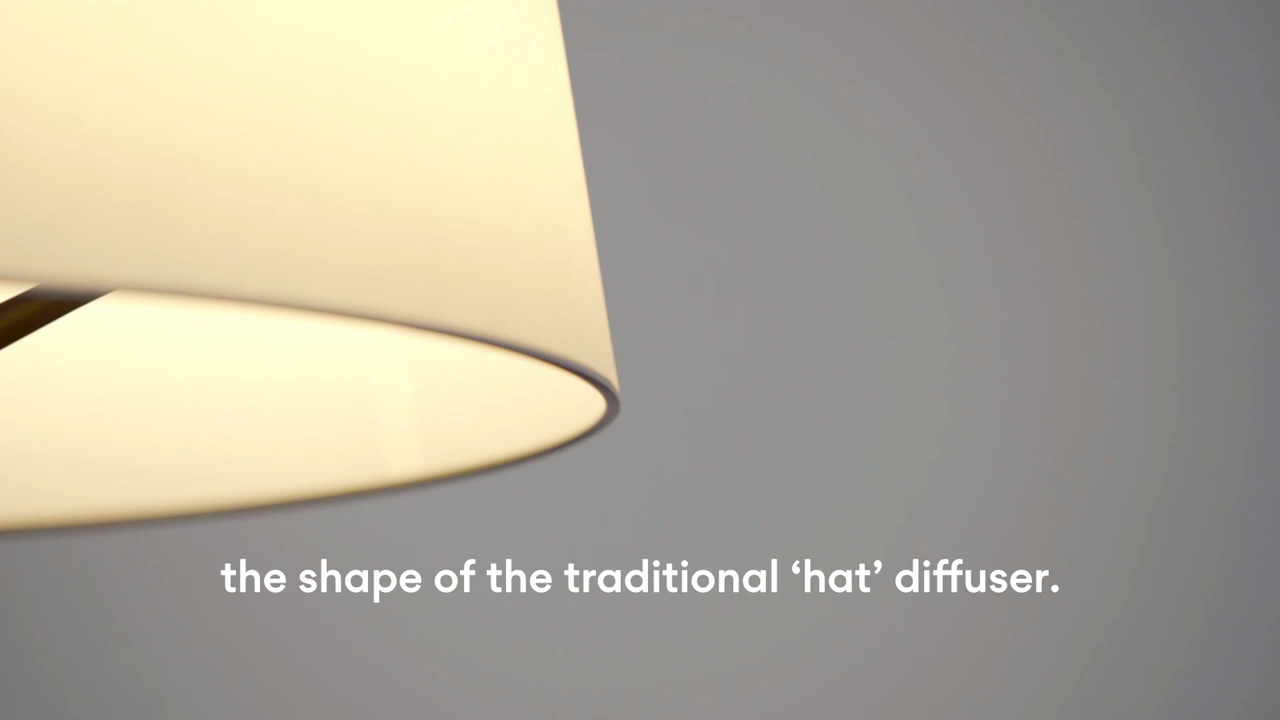 the shape of the traditional ‘hat’ diffuser.